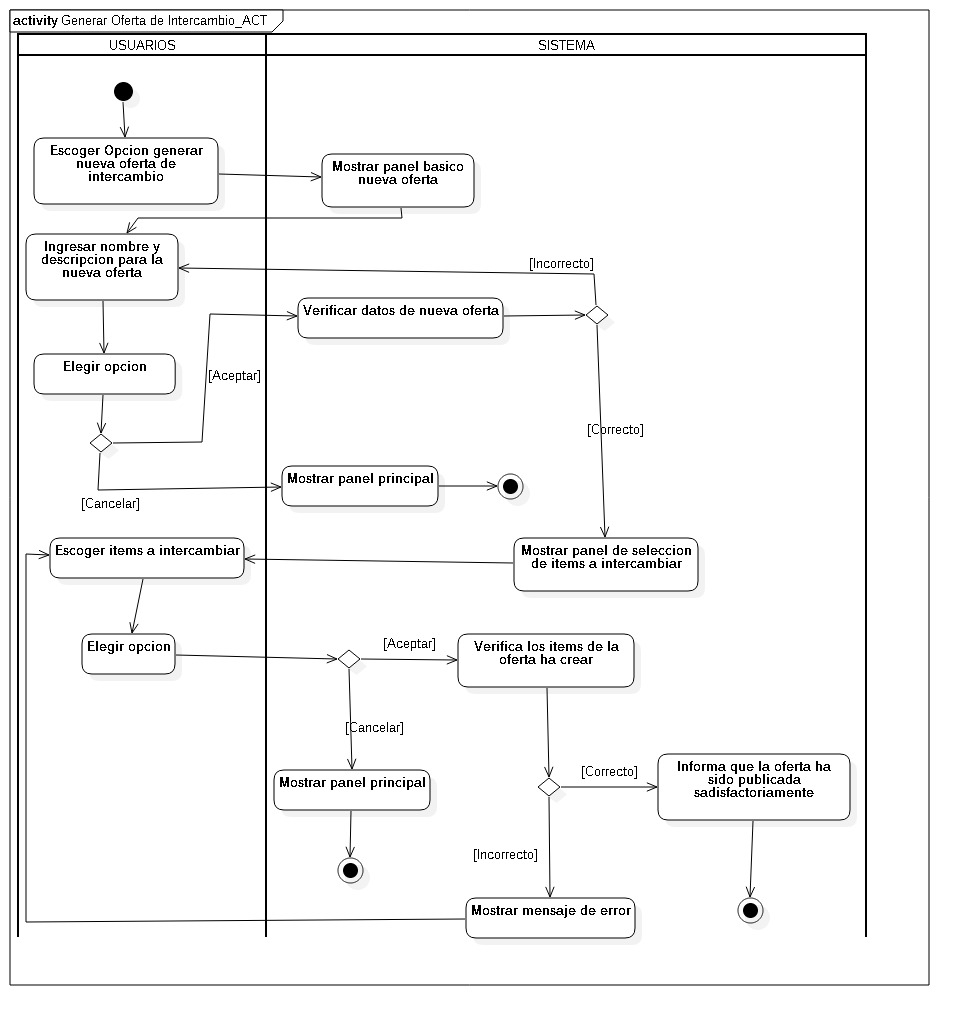 activity Generar Oferta de Intercambio_ACT
USUARIOS
SISTEMA
Escoger Opcion generar
nueva oferta de
intercambio
Mostrar panel basico
nueva oferta
Ingresar nombre y
descripcion para la
nueva oferta
[Incorrecto]
Verificar datos de nueva oferta
Elegir opcion
[Aceptar]
[Correcto]
Mostrar panel principal
[Cancelar]
Escoger items a intercambiar
Mostrar panel de seleccion
de items a intercambiar
Elegir opcion
[Aceptar]
Verifica los items de la
oferta ha crear
[Cancelar]
Mostrar panel principal
[Correcto]
Informa que la oferta ha
sido publicada
sadisfactoriamente
[Incorrecto]
Mostrar mensaje de error